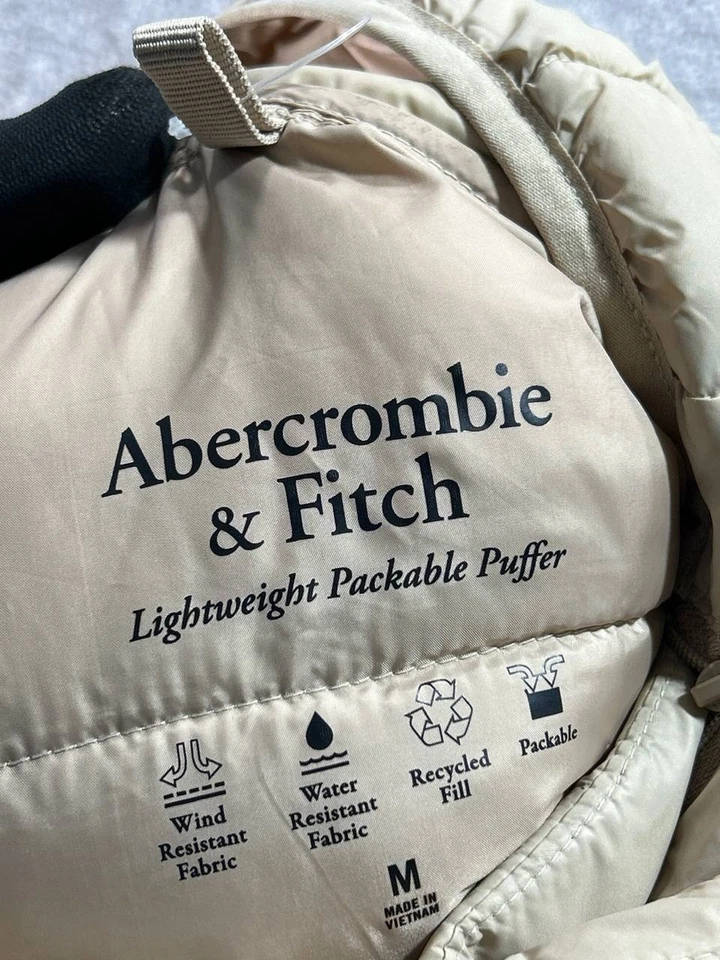 Abercrombie
& Fitch
Lightweight Packable Puffer
Wind
Resistant
Fabric
Water
Resistant
Fabric
Recycled
Fill
Packable
M
MADE IN
VIETNAM